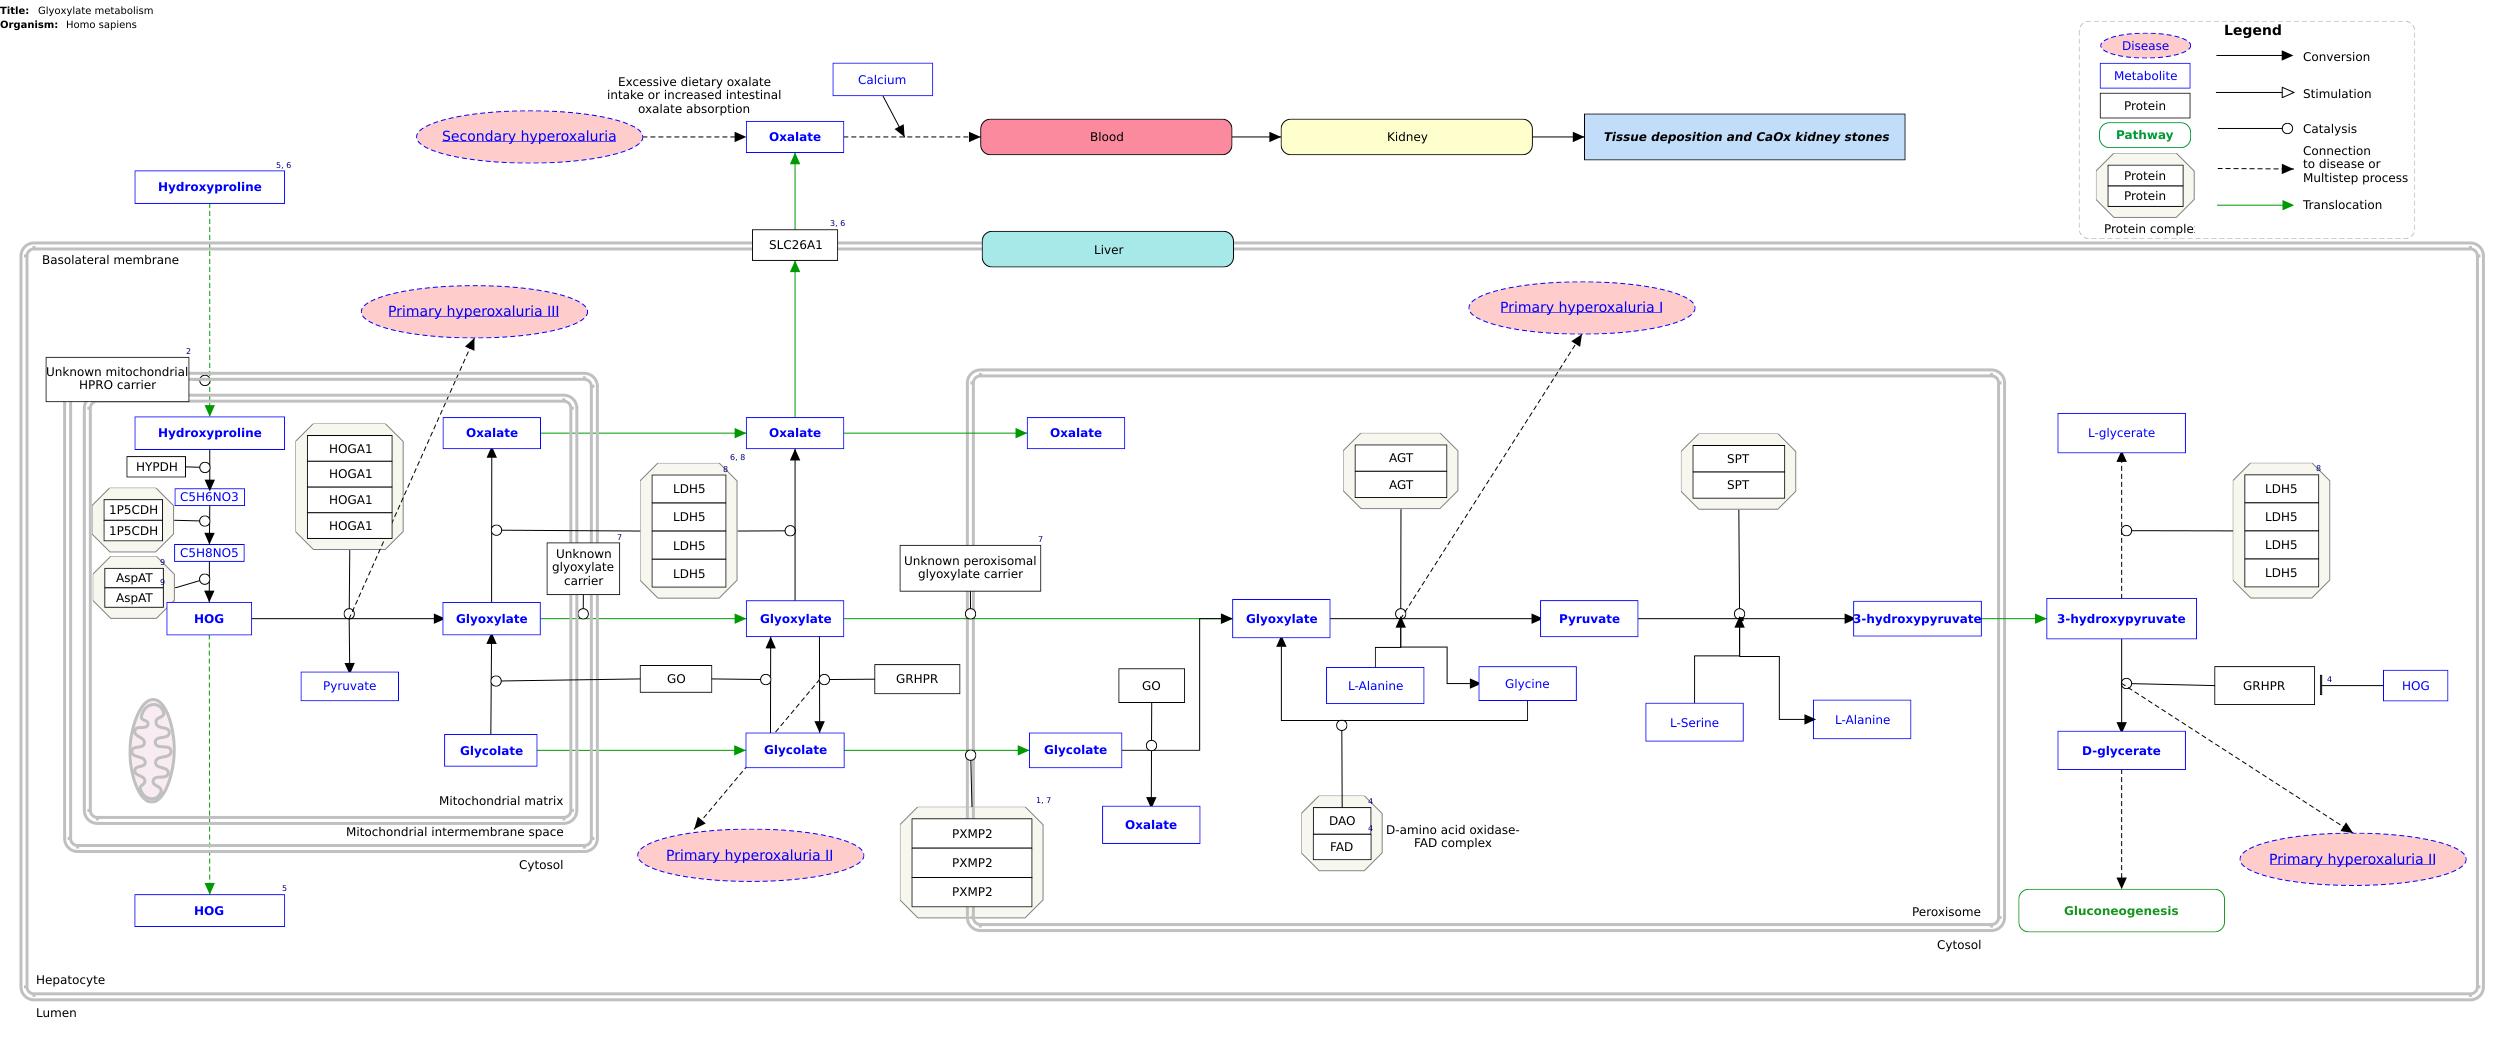 Title: Glyoxylate metabolism
Organism: Homo sapiens
Legend
Disease
Metabolite
Protein
Pathway
Protein
Protein
Protein comple
Conversion
Stimulation
Catalysis
Connection
to disease or
Multistep process
Translocation
Excessive dietary oxalate
intake or increased intestinal
oxalate absorption
Calcium
Secondary hyperoxaluria
Oxalate
Blood
Kidney
Tissue deposition and CaOx kidney stones
5, 6
Hydroxyproline
3, 6
SLC26A1
Liver
Basolateral membrane
Primary hyperoxaluria III
Primary hyperoxaluria I
2
Unknown mitochondrial
HPRO carrier
Hydroxyproline
HYPDH
C5H6NO3
1P5CDH
1P5CDH
C5H8NO5
9
AspAT
9
AspAT
HOG
HOGA1
HOGA1
HOGA1
HOGA1
Pyruvate
Oxalate
Glyoxylate
Glycolate
7
Unknown
glyoxylate
carrier
6, 8
8
LDH5
LDH5
LDH5
LDH5
Oxalate
Glyoxylate
GO
GRHPR
Glycolate
Primary hyperoxaluria II
7
Unknown peroxisomal
glyoxylate carrier
Oxalate
1, 7
PXMP2
PXMP2
PXMP2
Glycolate
GO
Oxalate
Glyoxylate
AGT
AGT
L-Alanine
Glycine
4
DAO
4
FAD
D-amino acid oxidase-
FAD complex
Pyruvate
SPT
SPT
L-Serine
L-Alanine
3-hydroxypyruvate
L-glycerate
3-hydroxypyruvate
8
LDH5
LDH5
LDH5
LDH5
GRHPR
4
HOG
D-glycerate
Primary hyperoxaluria II
Gluconeogenesis
Mitochondrial matrix
Mitochondrial intermembrane space
Cytosol
5
HOG
Peroxisome
Cytosol
Hepatocyte
Lumen